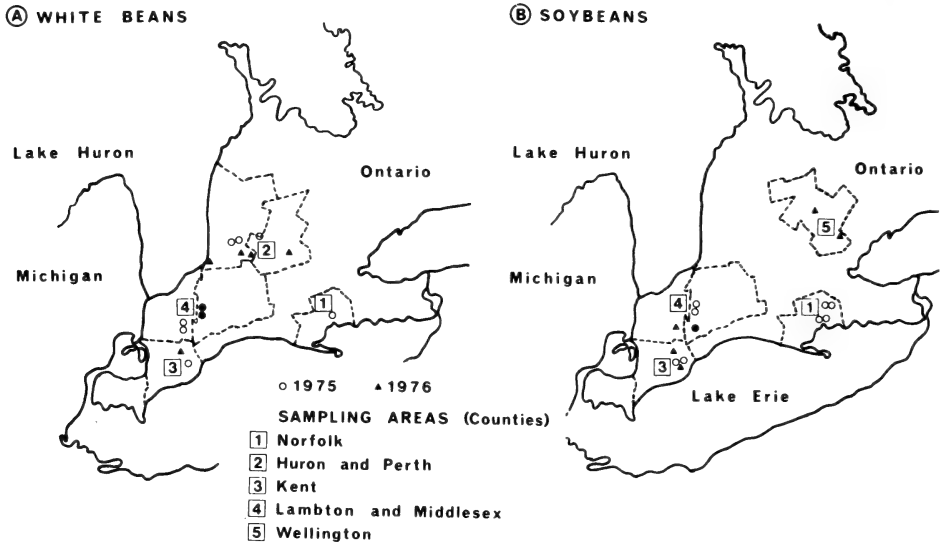 A WHITE BEANS
Lake Huron
Ontario
Michigan
2
4
1
3
1975 1976
SAMPLING AREAS (Counties)
1 Norfolk
2 Huron and Perth
3 Kent
4 Lambton and Middlesex
5 Wellington
B SOYBEANS
Lake Huron
Ontario
5
Michigan
4
1
3
Lake Erie